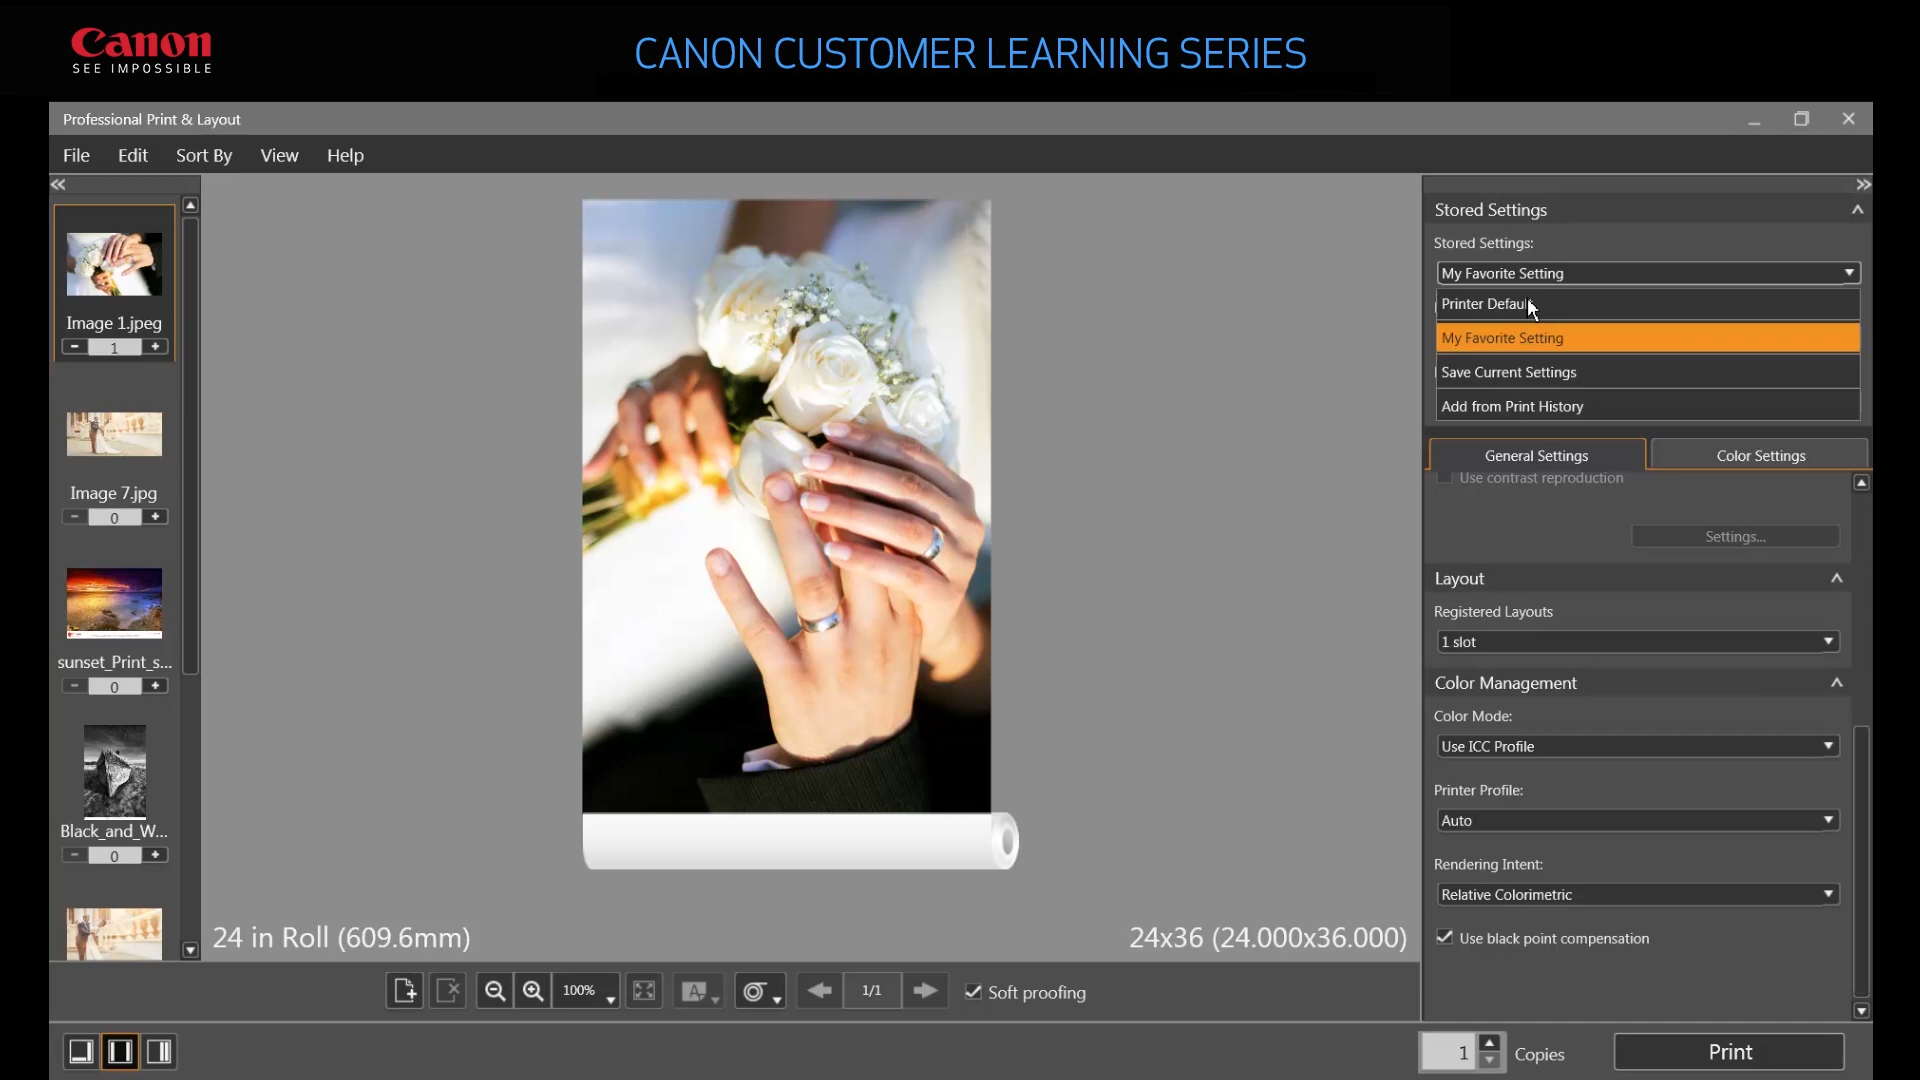 Canon
SEE IMPOSSIBLE
CANON CUSTOMER LEARNING SERIES
Professional Print & Layout
File Edit Sort By View Help
Image 1.jpeg
1
Image 7.jpg
0
sunset_Print_s...
0
Black_and_W...
0
24 in Roll (609.6mm)
24x36 (24.000x36.000)
100%
A
1/1
Soft proofing
Stored Settings
Stored Settings:
My Favorite Setting
Printer Defaul
My Favorite Setting
Save Current Settings
Add from Print History
General Settings
Color Settings
Use contrast reproduction
Settings...
Layout
Registered Layouts
1 slot
Color Management
Color Mode:
Use ICC Profile
Printer Profile:
Auto
Rendering Intent:
Relative Colorimetric
Use black point compensation
1 Copies
Print